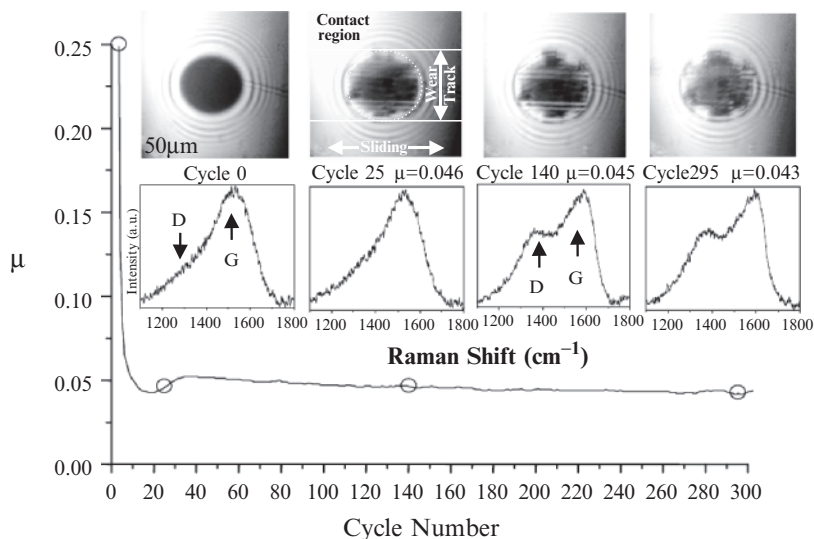 Contact
region
Wear
Track
Sliding
50μm
Cycle 0
Cycle 25 μ=0.046
Cycle 140 μ=0.045
Cycle295 μ=0.043
Intensity (a.u.)
D
G
D
G
1200 1400 1600 1800
1200 1400 1600 1800
1200 1400 1600 1800
1200 1400 1600 1800
Raman Shift (cm⁻¹)
μ
0.25
0.20
0.15
0.10
0.05
0.00
0 20 40 60 80 100 120 140 160 180 200 220 240 260 280 300
Cycle Number